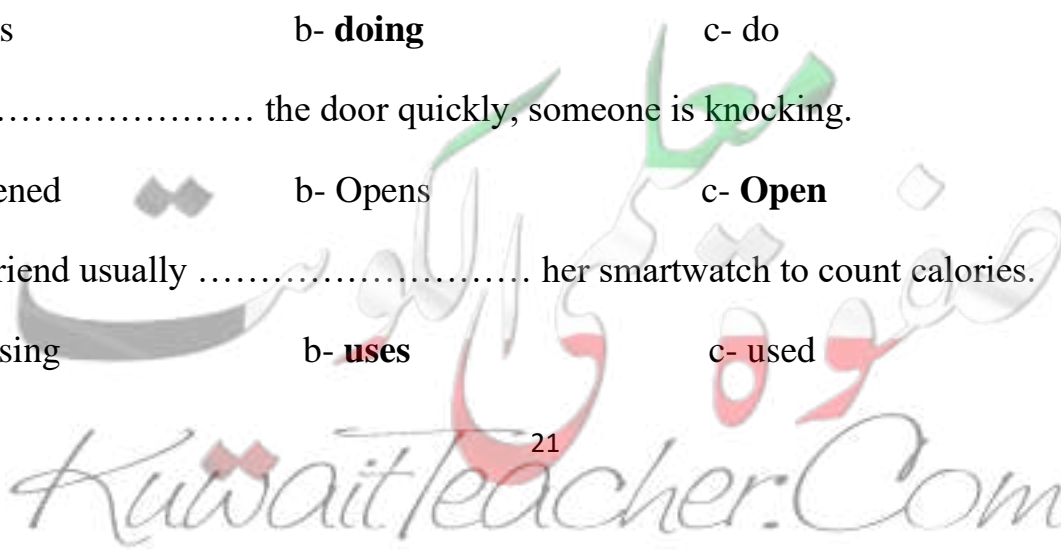 s b- doing c- do
………………… the door quickly, someone is knocking.
ened b- Opens c- Open
riend usually …………………….. her smartwatch to count calories.
sing b- uses c- used
21
KuwaitTeacher.Com